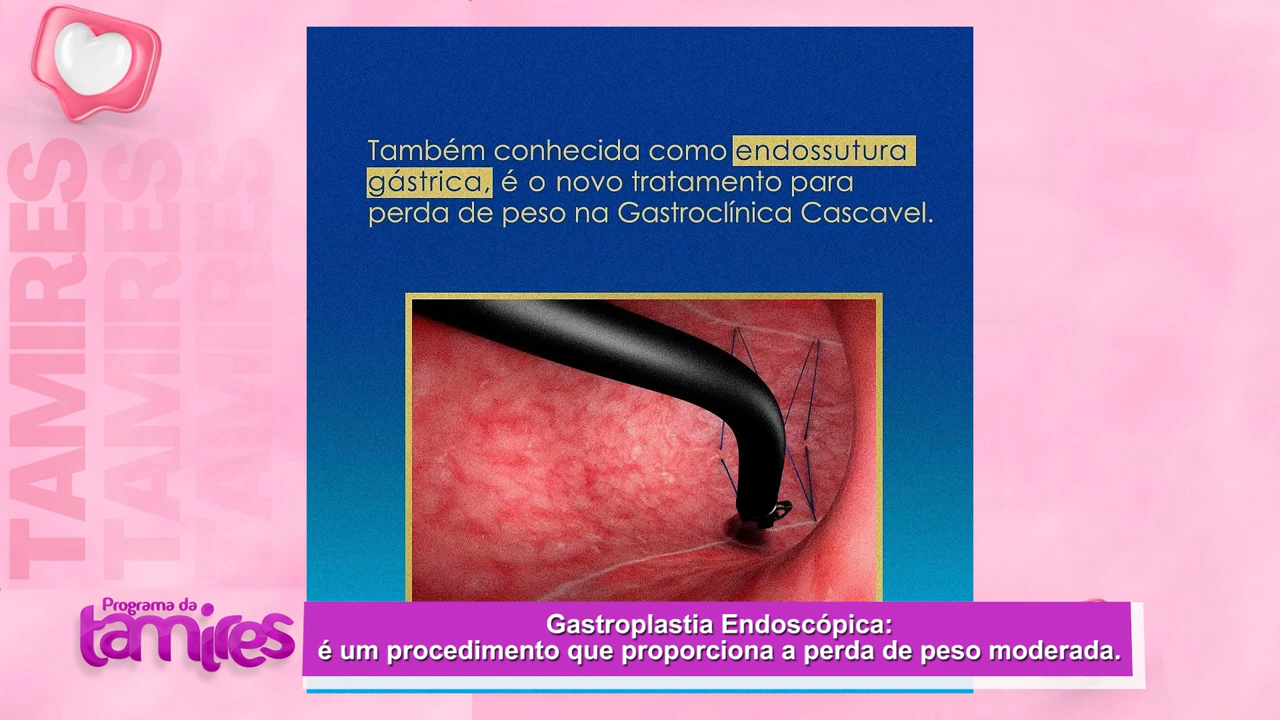 TAMIRES
TAMIRES
TAMIRES
Também conhecida como endossutura
gástrica, é o novo tratamento para
perda de peso na Gastroclínica Cascavel.
Programa da
tamires
Gastroplastia Endoscópica:
é um procedimento que proporciona a perda de peso moderada.